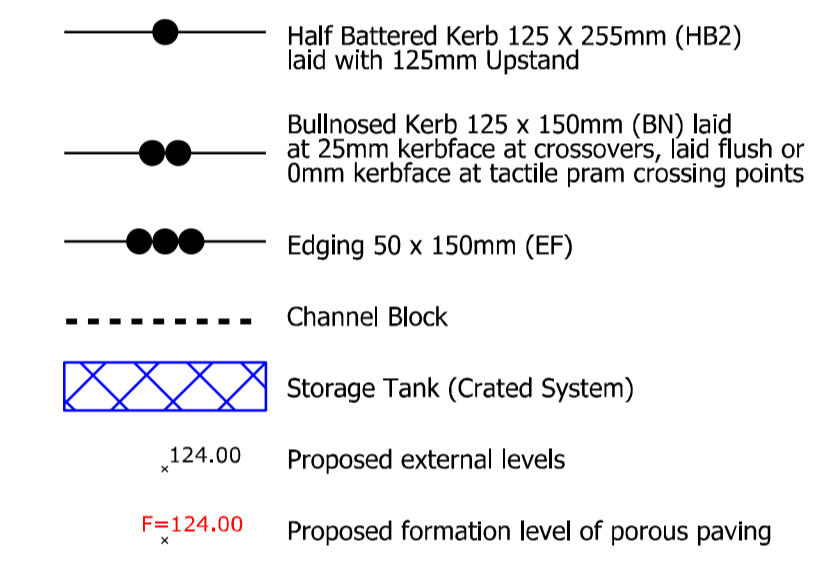 Half Battered Kerb 125 X 255mm (HB2)
laid with 125mm Upstand
Bullnosed Kerb 125 x 150mm (BN) laid
at 25mm kerbface at crossovers, laid flush or
0mm kerbface at tactile pram crossing points
Edging 50 x 150mm (EF)
Channel Block
Storage Tank (Crated System)
x124.00 Proposed external levels
F=124.00 Proposed formation level of porous paving
x